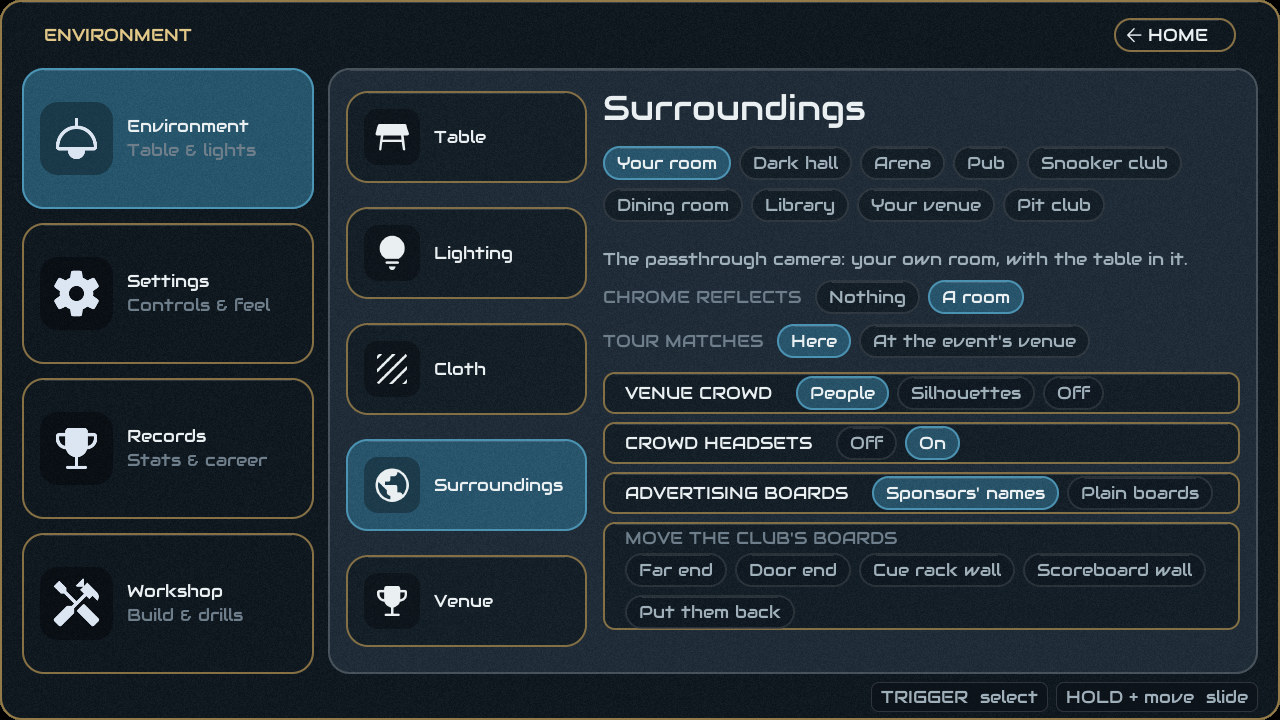 ENVIRONMENT
← HOME
Environment
Table & lights
Settings
Controls & feel
Records
Stats & career
Workshop
Build & drills
Table
Lighting
Cloth
Surroundings
Venue
Surroundings
Your room Dark hall Arena Pub Snooker club
Dining room Library Your venue Pit club
The passthrough camera: your own room, with the table in it.
CHROME REFLECTS Nothing A room
TOUR MATCHES Here At the event's venue
VENUE CROWD People Silhouettes Off
CROWD HEADSETS Off On
ADVERTISING BOARDS Sponsors' names Plain boards
MOVE THE CLUB'S BOARDS
Far end Door end Cue rack wall Scoreboard wall
Put them back
TRIGGER select HOLD + move slide